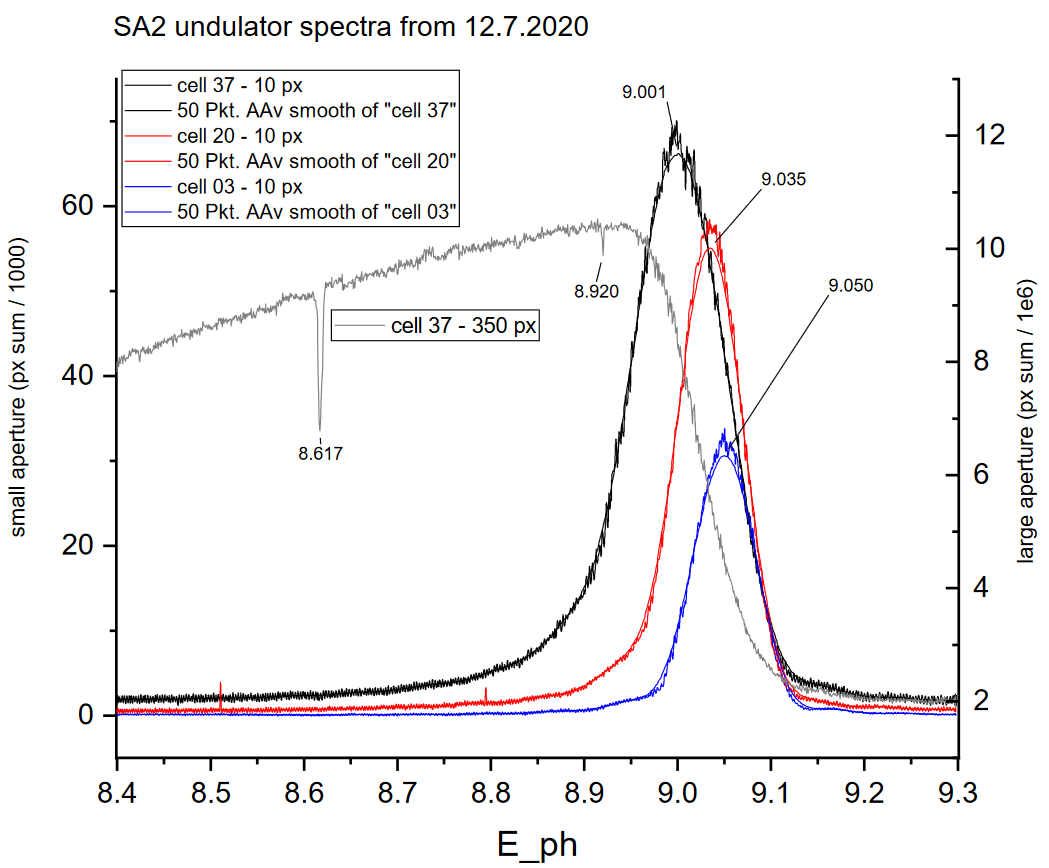 SA2 undulator spectra from 12.7.2020
cell 37 - 10 px
50 Pkt. AAv smooth of "cell 37"
cell 20 - 10 px
50 Pkt. AAv smooth of "cell 20"
cell 03 - 10 px
50 Pkt. AAv smooth of "cell 03"
cell 37 - 350 px
9.001
9.035
9.050
8.920
8.617
small aperture (px sum / 1000)
60
40
20
0
large aperture (px sum / 1e6)
12
10
8
6
4
2
8.4 8.5 8.6 8.7 8.8 8.9 9.0 9.1 9.2 9.3
E_ph